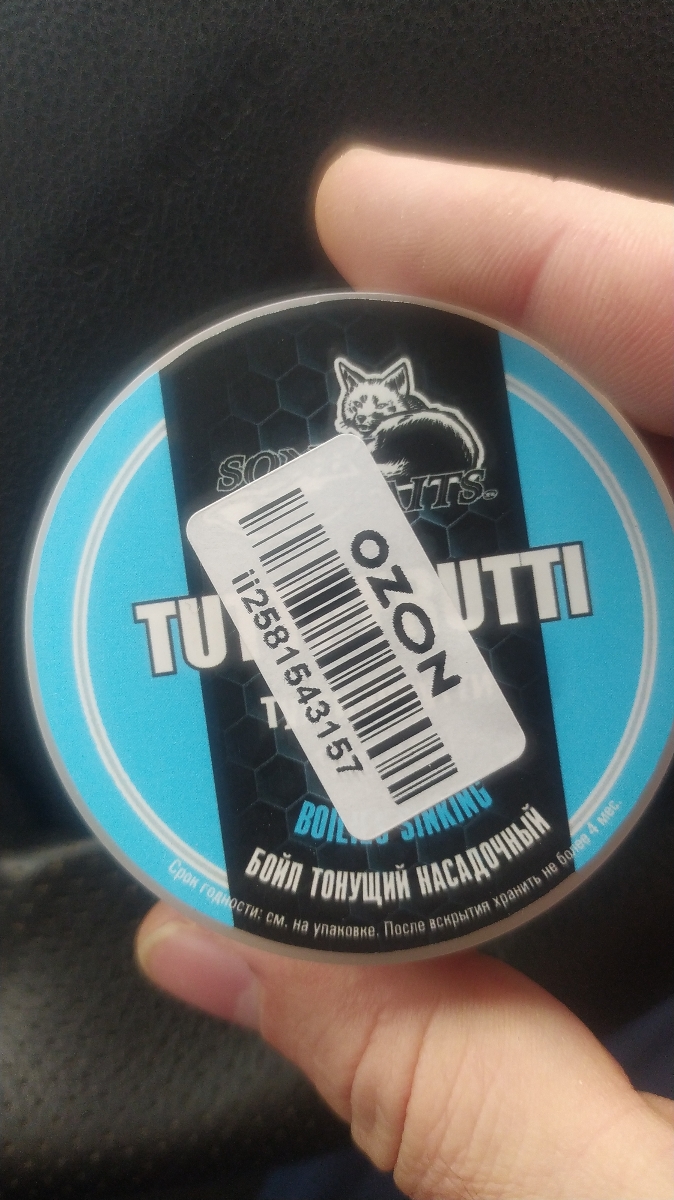 TUTTI
OZON
ii2581543157
BOILIES SINKING
БОЙЛ ТОНУЩИЙ НАСАДОЧНЫЙ
Срок годности: см. на упаковке. После вскрытия хранить не более 4 мес.